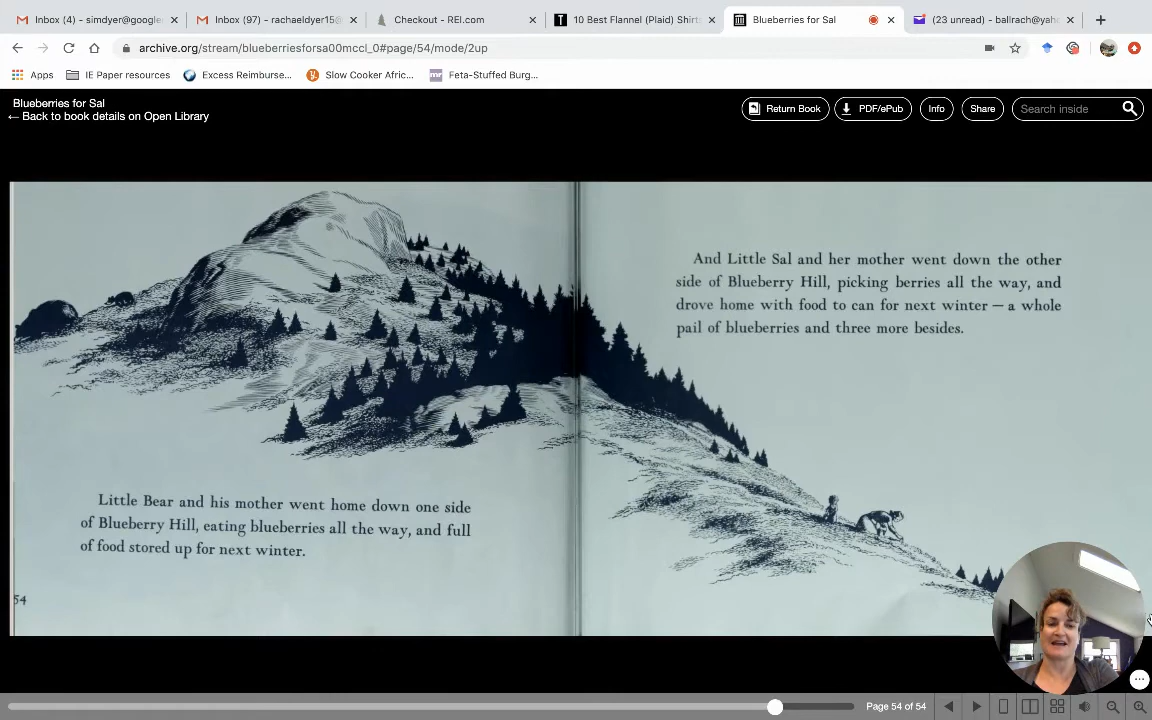 Inbox (4) - simdyer@google
Inbox (97) - rachaeldyer15@
Checkout - REI.com
10 Best Flannel (Plaid) Shirts
Blueberries for Sal
(23 unread) - ballrach@yah
archive.org/stream/blueberriesforsa00mccl_0#page/54/mode/2up
Apps
IE Paper resources
Excess Reimburse...
Slow Cooker Afric...
Feta-Stuffed Burg...
Blueberries for Sal
← Back to book details on Open Library
Return Book
PDF/ePub
Info
Share
Search inside
Little Bear and his mother went home down one side
of Blueberry Hill, eating blueberries all the way, and full
of food stored up for next winter.
54
And Little Sal and her mother went down the other
side of Blueberry Hill, picking berries all the way, and
drove home with food to can for next winter — a whole
pail of blueberries and three more besides.
Page 54 of 54